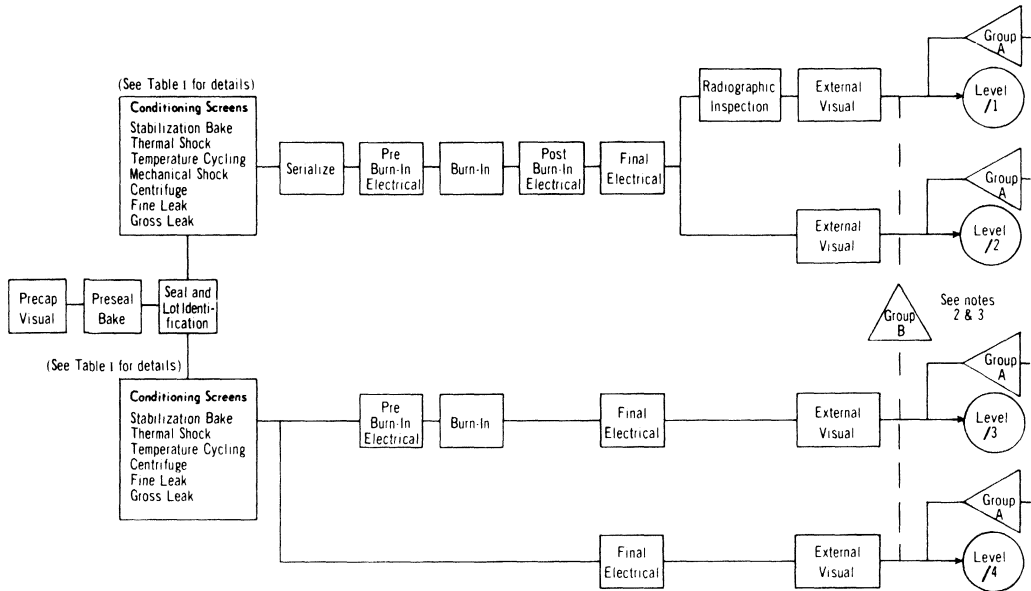 (See Table 1 for details)
Conditioning Screens
Stabilization Bake
Thermal Shock
Temperature Cycling
Mechanical Shock
Centrifuge
Fine Leak
Gross Leak
Serialize
Pre
Burn-In
Electrical
Burn-In
Post
Burn-In
Electrical
Final
Electrical
Radiographic
Inspection
External
Visual
Group
A
Level
/1
External
Visual
Group
A
Level
/2
Precap
Visual
Preseal
Bake
Seal and
Lot Identi-
fication
Group
B
See notes
2 & 3
(See Table 1 for details)
Conditioning Screens
Stabilization Bake
Thermal Shock
Temperature Cycling
Centrifuge
Fine Leak
Gross Leak
Pre
Burn-In
Electrical
Burn-In
Final
Electrical
External
Visual
Group
A
Level
/3
Final
Electrical
External
Visual
Group
A
Level
/4